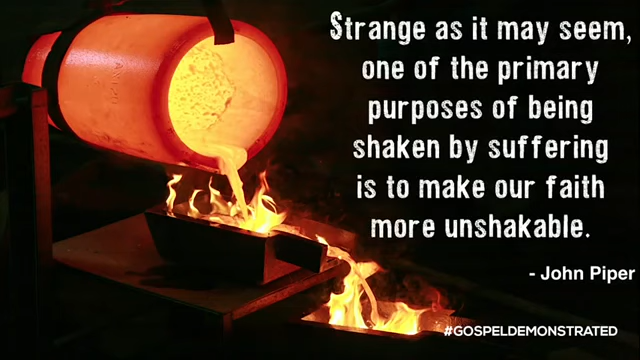 Strange as it may seem,
one of the primary
purposes of being
shaken by suffering
is to make our faith
more unshakable.
- John Piper
#GOSPELDEMONSTRATED